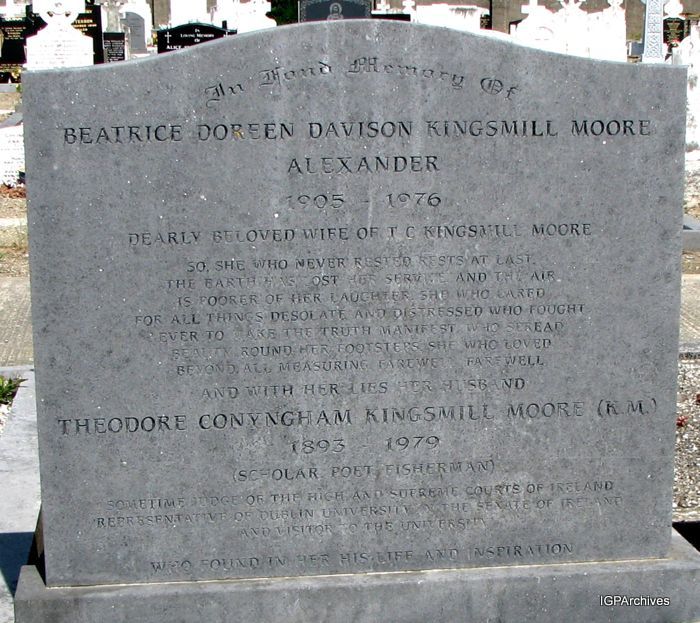 ALICE
In Fond Memory Of
BEATRICE DOREEN DAVISON KINGSMILL MOORE
ALEXANDER
1905 - 1976
DEARLY BELOVED WIFE OF T C KINGSMILL MOORE
SO, SHE WHO NEVER RESTED RESTS AT LAST.
THE EARTH HAS LOST HER SERVICE AND THE AIR
IS POORER OF HER LAUGHTER. SHE WHO CARED
FOR ALL THINGS DESOLATE AND DISTRESSED WHO FOUGHT
EVER TO MAKE THE TRUTH MANIFEST, WHO SPREAD
BEAUTY ROUND HER FOOTSTEPS, SHE WHO LOVED
BEYOND ALL MEASURING, FAREWELL, FAREWELL
AND WITH HER LIES HER HUSBAND
THEODORE CONYNGHAM KINGSMILL MOORE (K.M.)
1893 - 1979
(SCHOLAR, POET, FISHERMAN)
SOMETIME JUDGE OF THE HIGH AND SUPREME COURTS OF IRELAND
REPRESENTATIVE OF DUBLIN UNIVERSITY IN THE SENATE OF IRELAND
AND VISITOR TO THE UNIVERSITY
WHO FOUND IN HER HIS LIFE AND INSPIRATION
IGPArchives